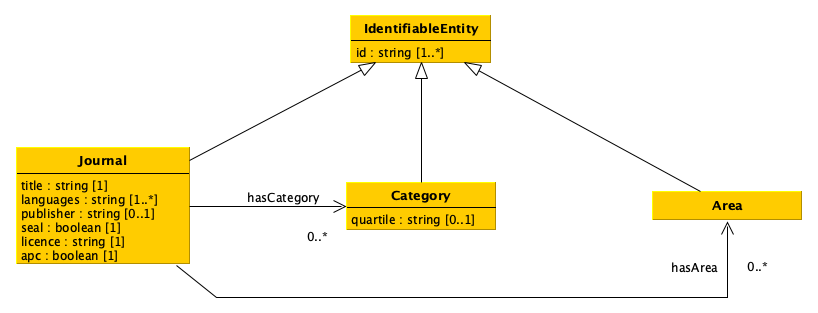 IdentifiableEntity
id : string [1..*]
Journal
title : string [1]
languages : string [1..*]
publisher : string [0..1]
seal : boolean [1]
licence : string [1]
apc : boolean [1]
hasCategory
0..*
Category
quartile : string [0..1]
Area
hasArea
0..*